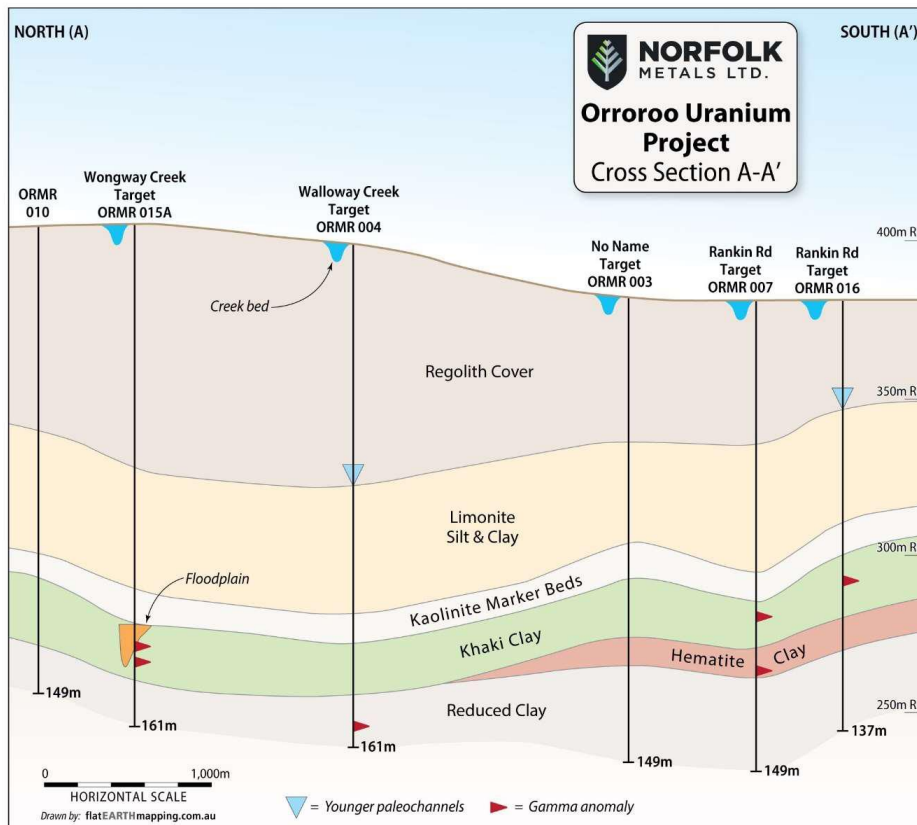 NORTH (A)
SOUTH (A’)
NORFOLK
METALS LTD.
Orroroo Uranium
Project
Cross Section A-A’
ORMR
010
Wongway Creek
Target
ORMR 015A
Walloway Creek
Target
ORMR 004
No Name
Target
ORMR 003
Rankin Rd
Target
ORMR 007
Rankin Rd
Target
ORMR 016
400m R
Creek bed
Regolith Cover
350m R
Limonite
Silt & Clay
300m R
Floodplain
Kaolinite Marker Beds
Khaki Clay
Hematite Clay
Reduced Clay
250m R
149m
161m
161m
149m
149m
137m
0 1,000m
HORIZONTAL SCALE
Drawn by: flatEARTHmapping.com.au
= Younger paleochannels
= Gamma anomaly